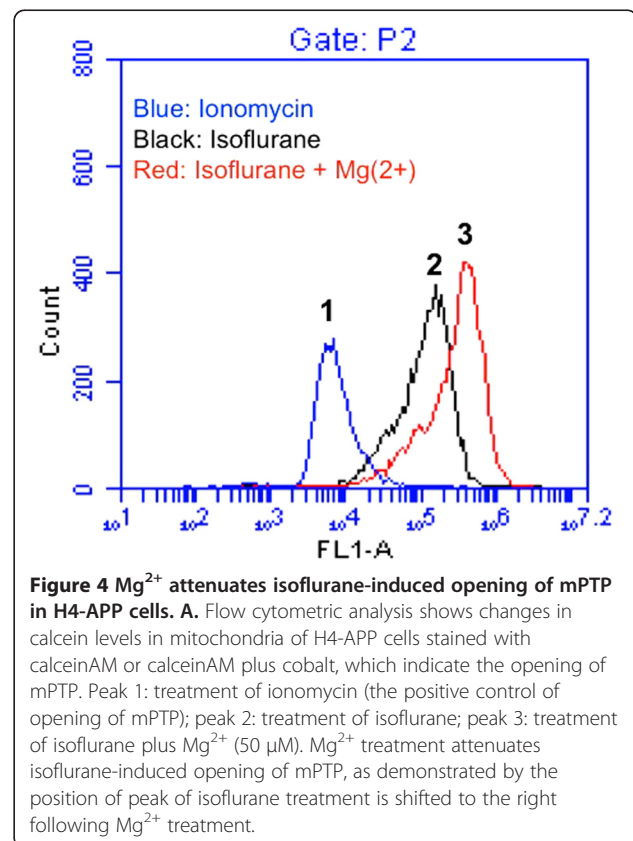 Gate: P2
800
600
400
200
0
Count
Blue: Ionomycin
Black: Isoflurane
Red: Isoflurane + Mg(2+)
1
2
3
10^1
10^2
10^3
10^4
10^5
10^6
10^7.2
FL1-A
Figure 4 Mg²⁺ attenuates isoflurane-induced opening of mPTP
in H4-APP cells. A. Flow cytometric analysis shows changes in
calcein levels in mitochondria of H4-APP cells stained with
calceinAM or calceinAM plus cobalt, which indicate the opening of
mPTP. Peak 1: treatment of ionomycin (the positive control of
opening of mPTP); peak 2: treatment of isoflurane; peak 3: treatment
of isoflurane plus Mg²⁺ (50 μM). Mg²⁺ treatment attenuates
isoflurane-induced opening of mPTP, as demonstrated by the
position of peak of isoflurane treatment is shifted to the right
following Mg²⁺ treatment.